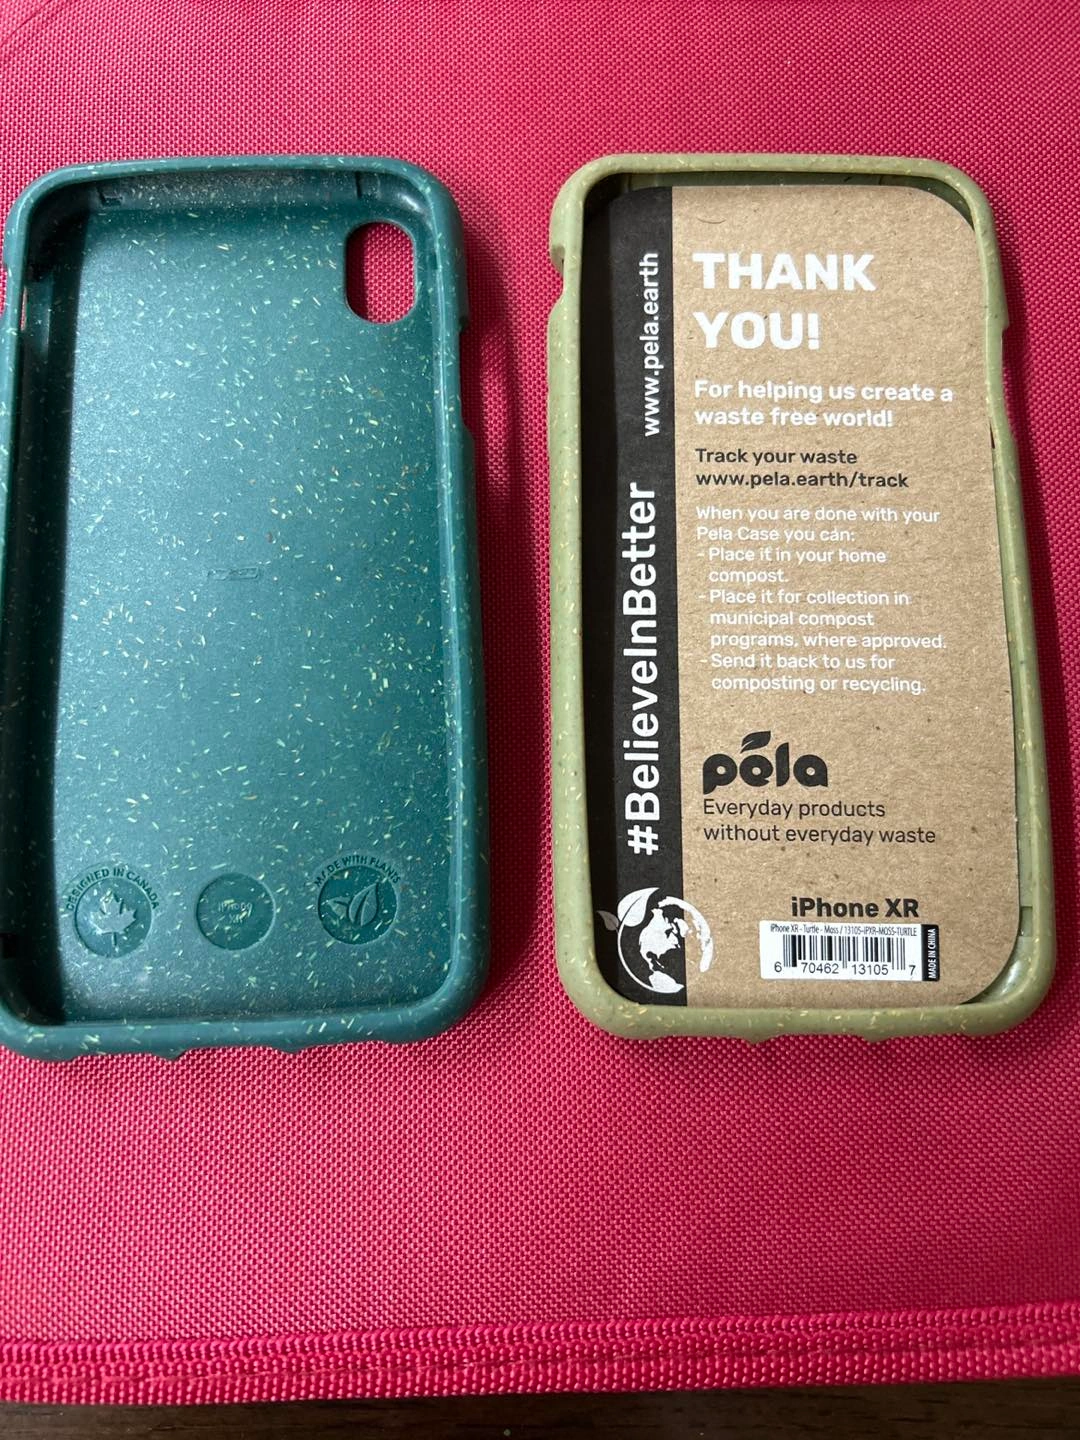 DESIGNED IN CANADA
iPhone
XR
MADE WITH PLANTS
www.pela.earth
#BelieveInBetter
THANK
YOU!
For helping us create a
waste free world!
Track your waste
www.pela.earth/track
When you are done with your
Pela Case you can:
- Place it in your home
compost.
- Place it for collection in
municipal compost
programs, where approved.
- Send it back to us for
composting or recycling.
pela
Everyday products
without everyday waste
iPhone XR
iPhone XR - Turtle - Moss / 13105-iPXR-MOSS-TURTLE
6 70462 13105 7
MADE IN CHINA